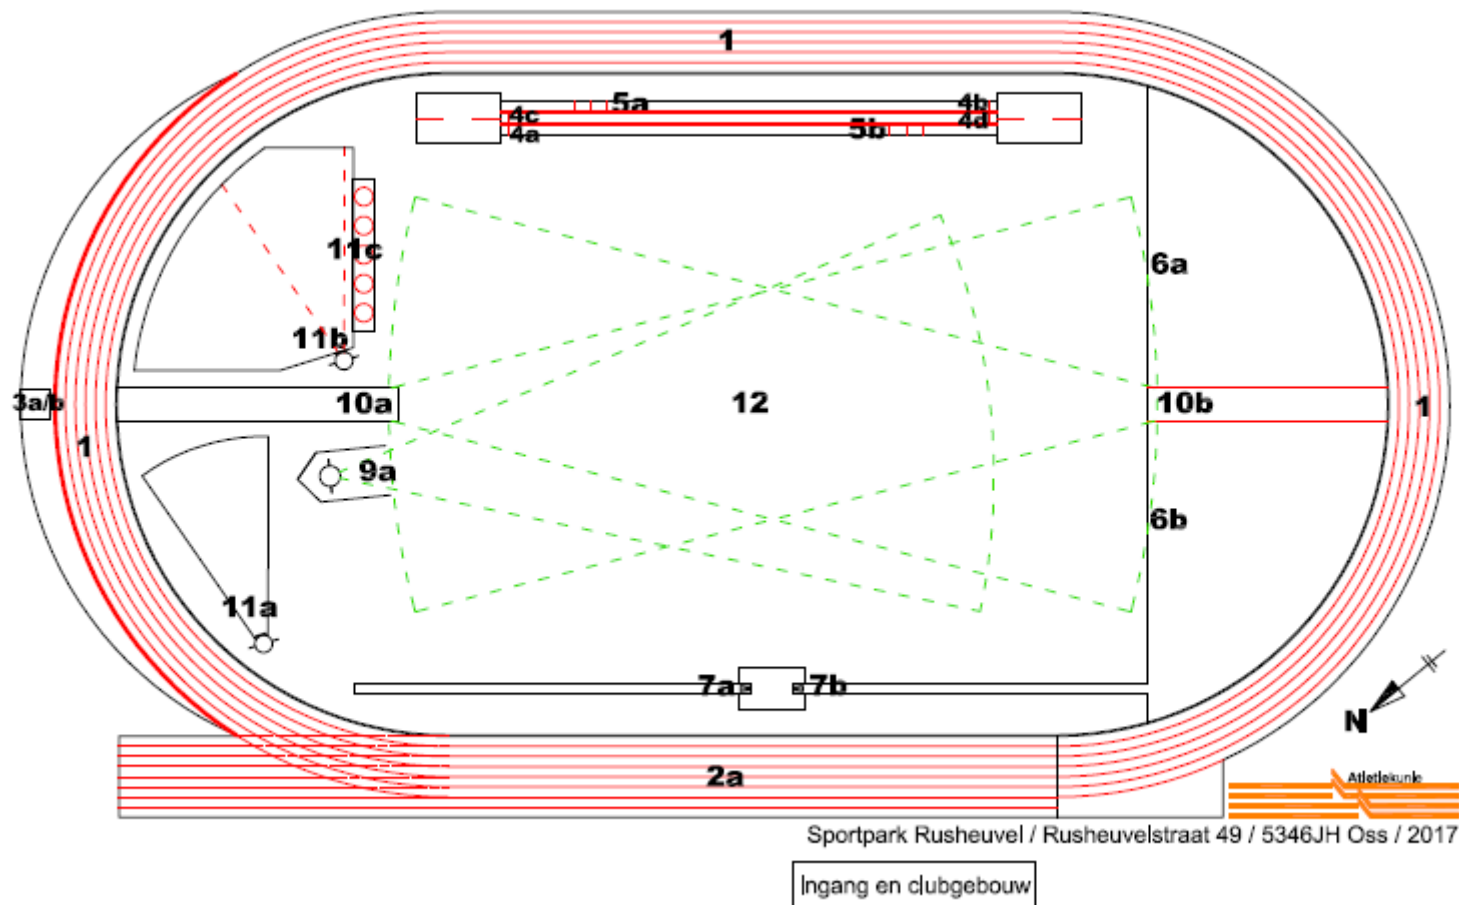 1
5a
4b
4c
4d
4a
5b
11c
6a
11b
3a/b
10a
12
10b
1
1
9a
6b
11a
7a
7b
N
2a
Atletiekunie
Sportpark Rusheuvel / Rusheuvelstraat 49 / 5346JH Oss / 2017
Ingang en clubgebouw